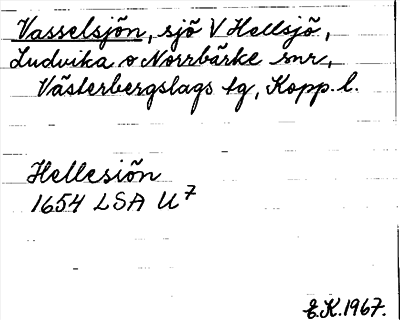 Vasselsjön, sjö V Hellsjö,
Ludvika o Norrbärke snr,
Västerbergslags tg, Kopp. l.
Hellesiön
1654 LSA U7
E.K.1967.